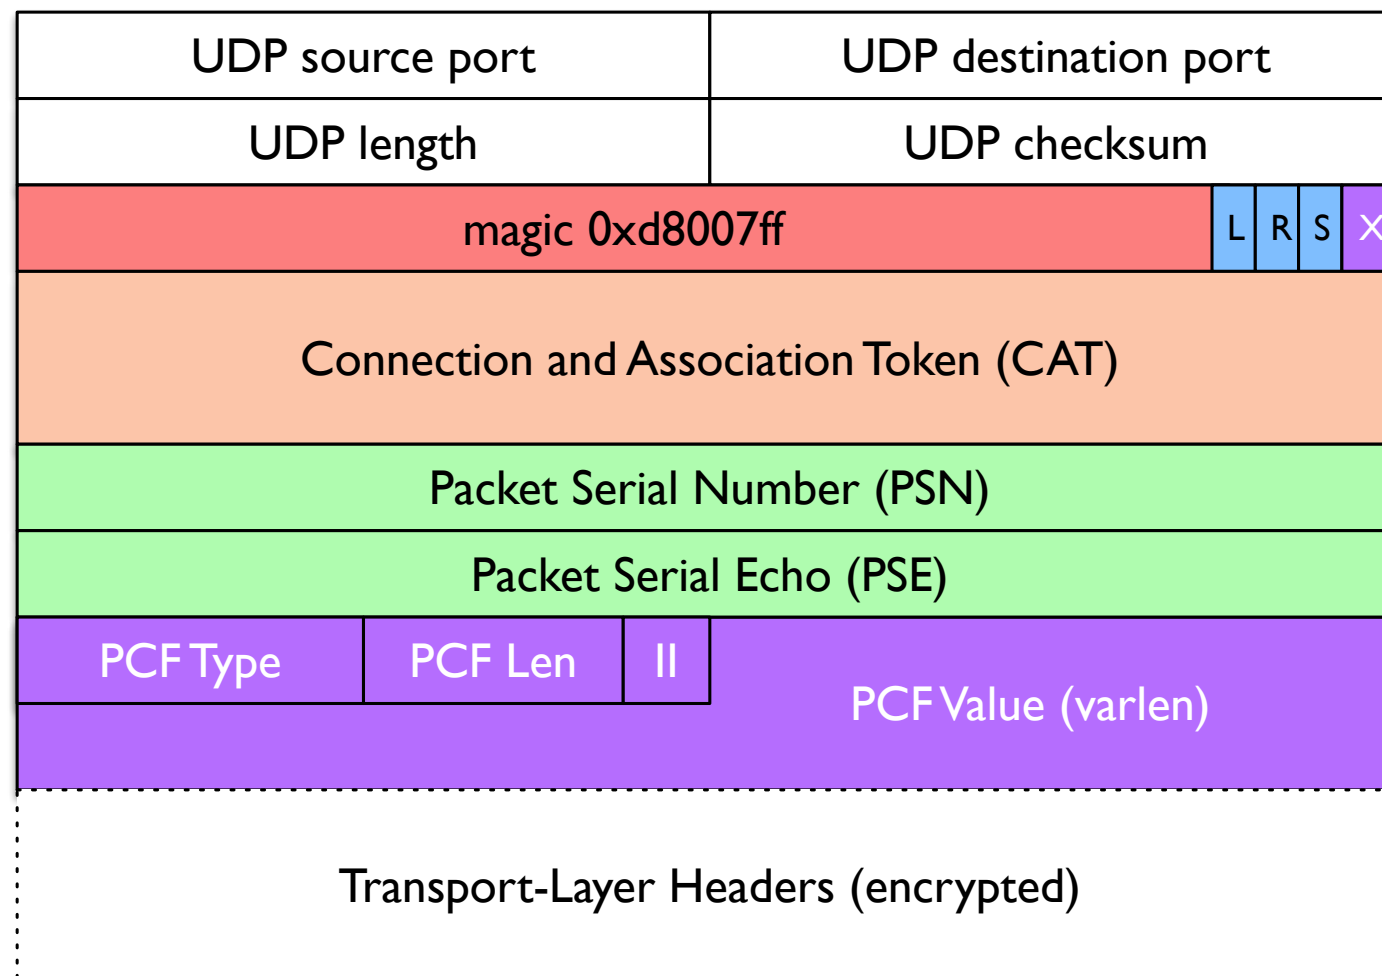 UDP source port
UDP destination port
UDP length
UDP checksum
magic 0xd8007ff
L
R
S
X
Connection and Association Token (CAT)
Packet Serial Number (PSN)
Packet Serial Echo (PSE)
PCF Type
PCF Len
II
PCF Value (varlen)
Transport-Layer Headers (encrypted)